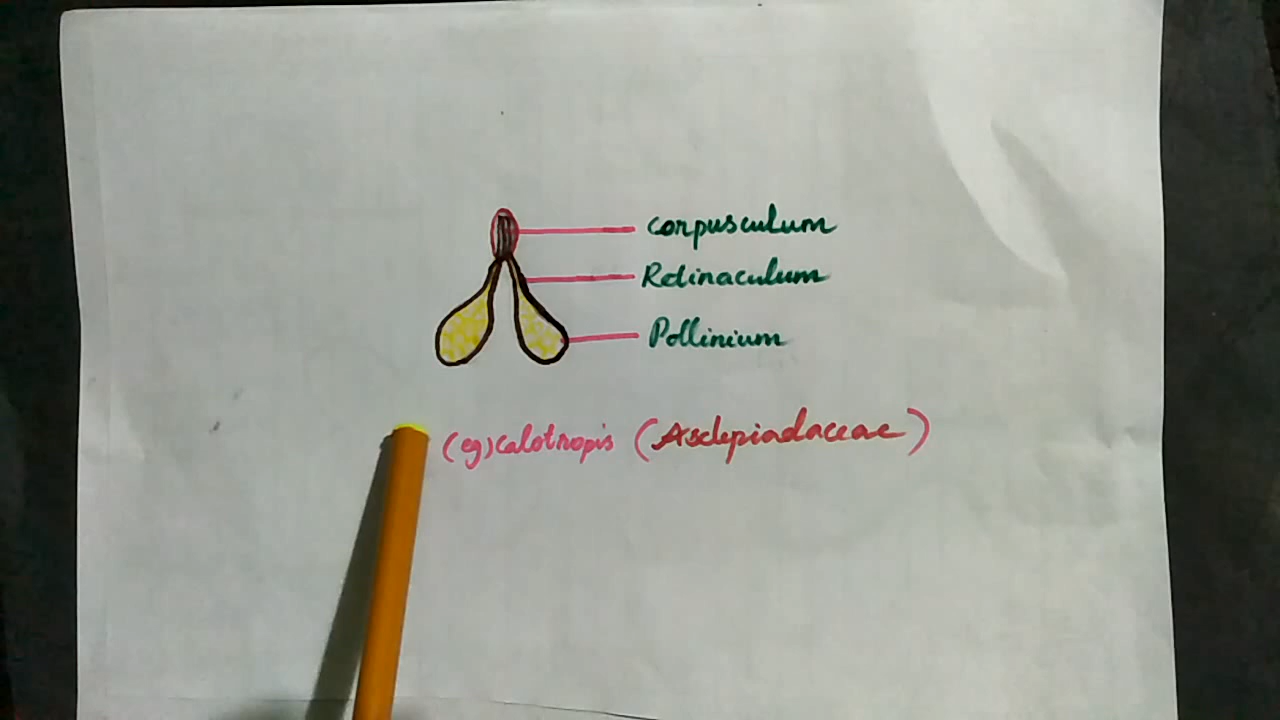 corpusculum
Retinaculum
Pollinium
(eg) calotropis (Asclepiadaceae)